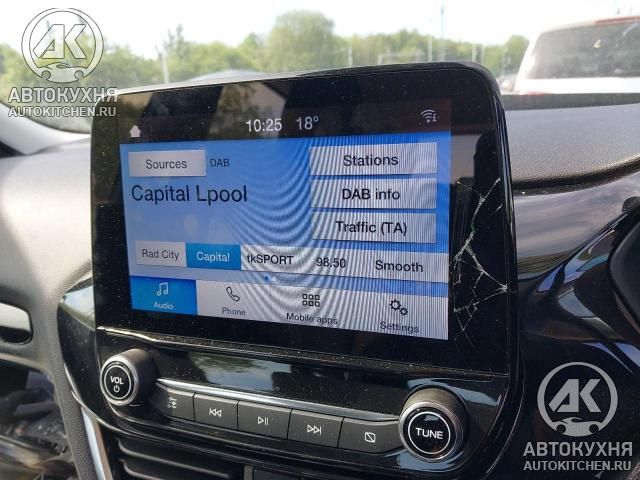 АК
АВТОКУХНЯ
AUTOKITCHEN.RU
10:25 18°
Sources DAB Stations
Capital Lpool DAB info
Traffic (TA)
Rad City Capital tkSPORT 98.50 Smooth
Audio Phone Mobile apps Settings
VOL
TUNE
АК
АВТОКУХНЯ
AUTOKITCHEN.RU